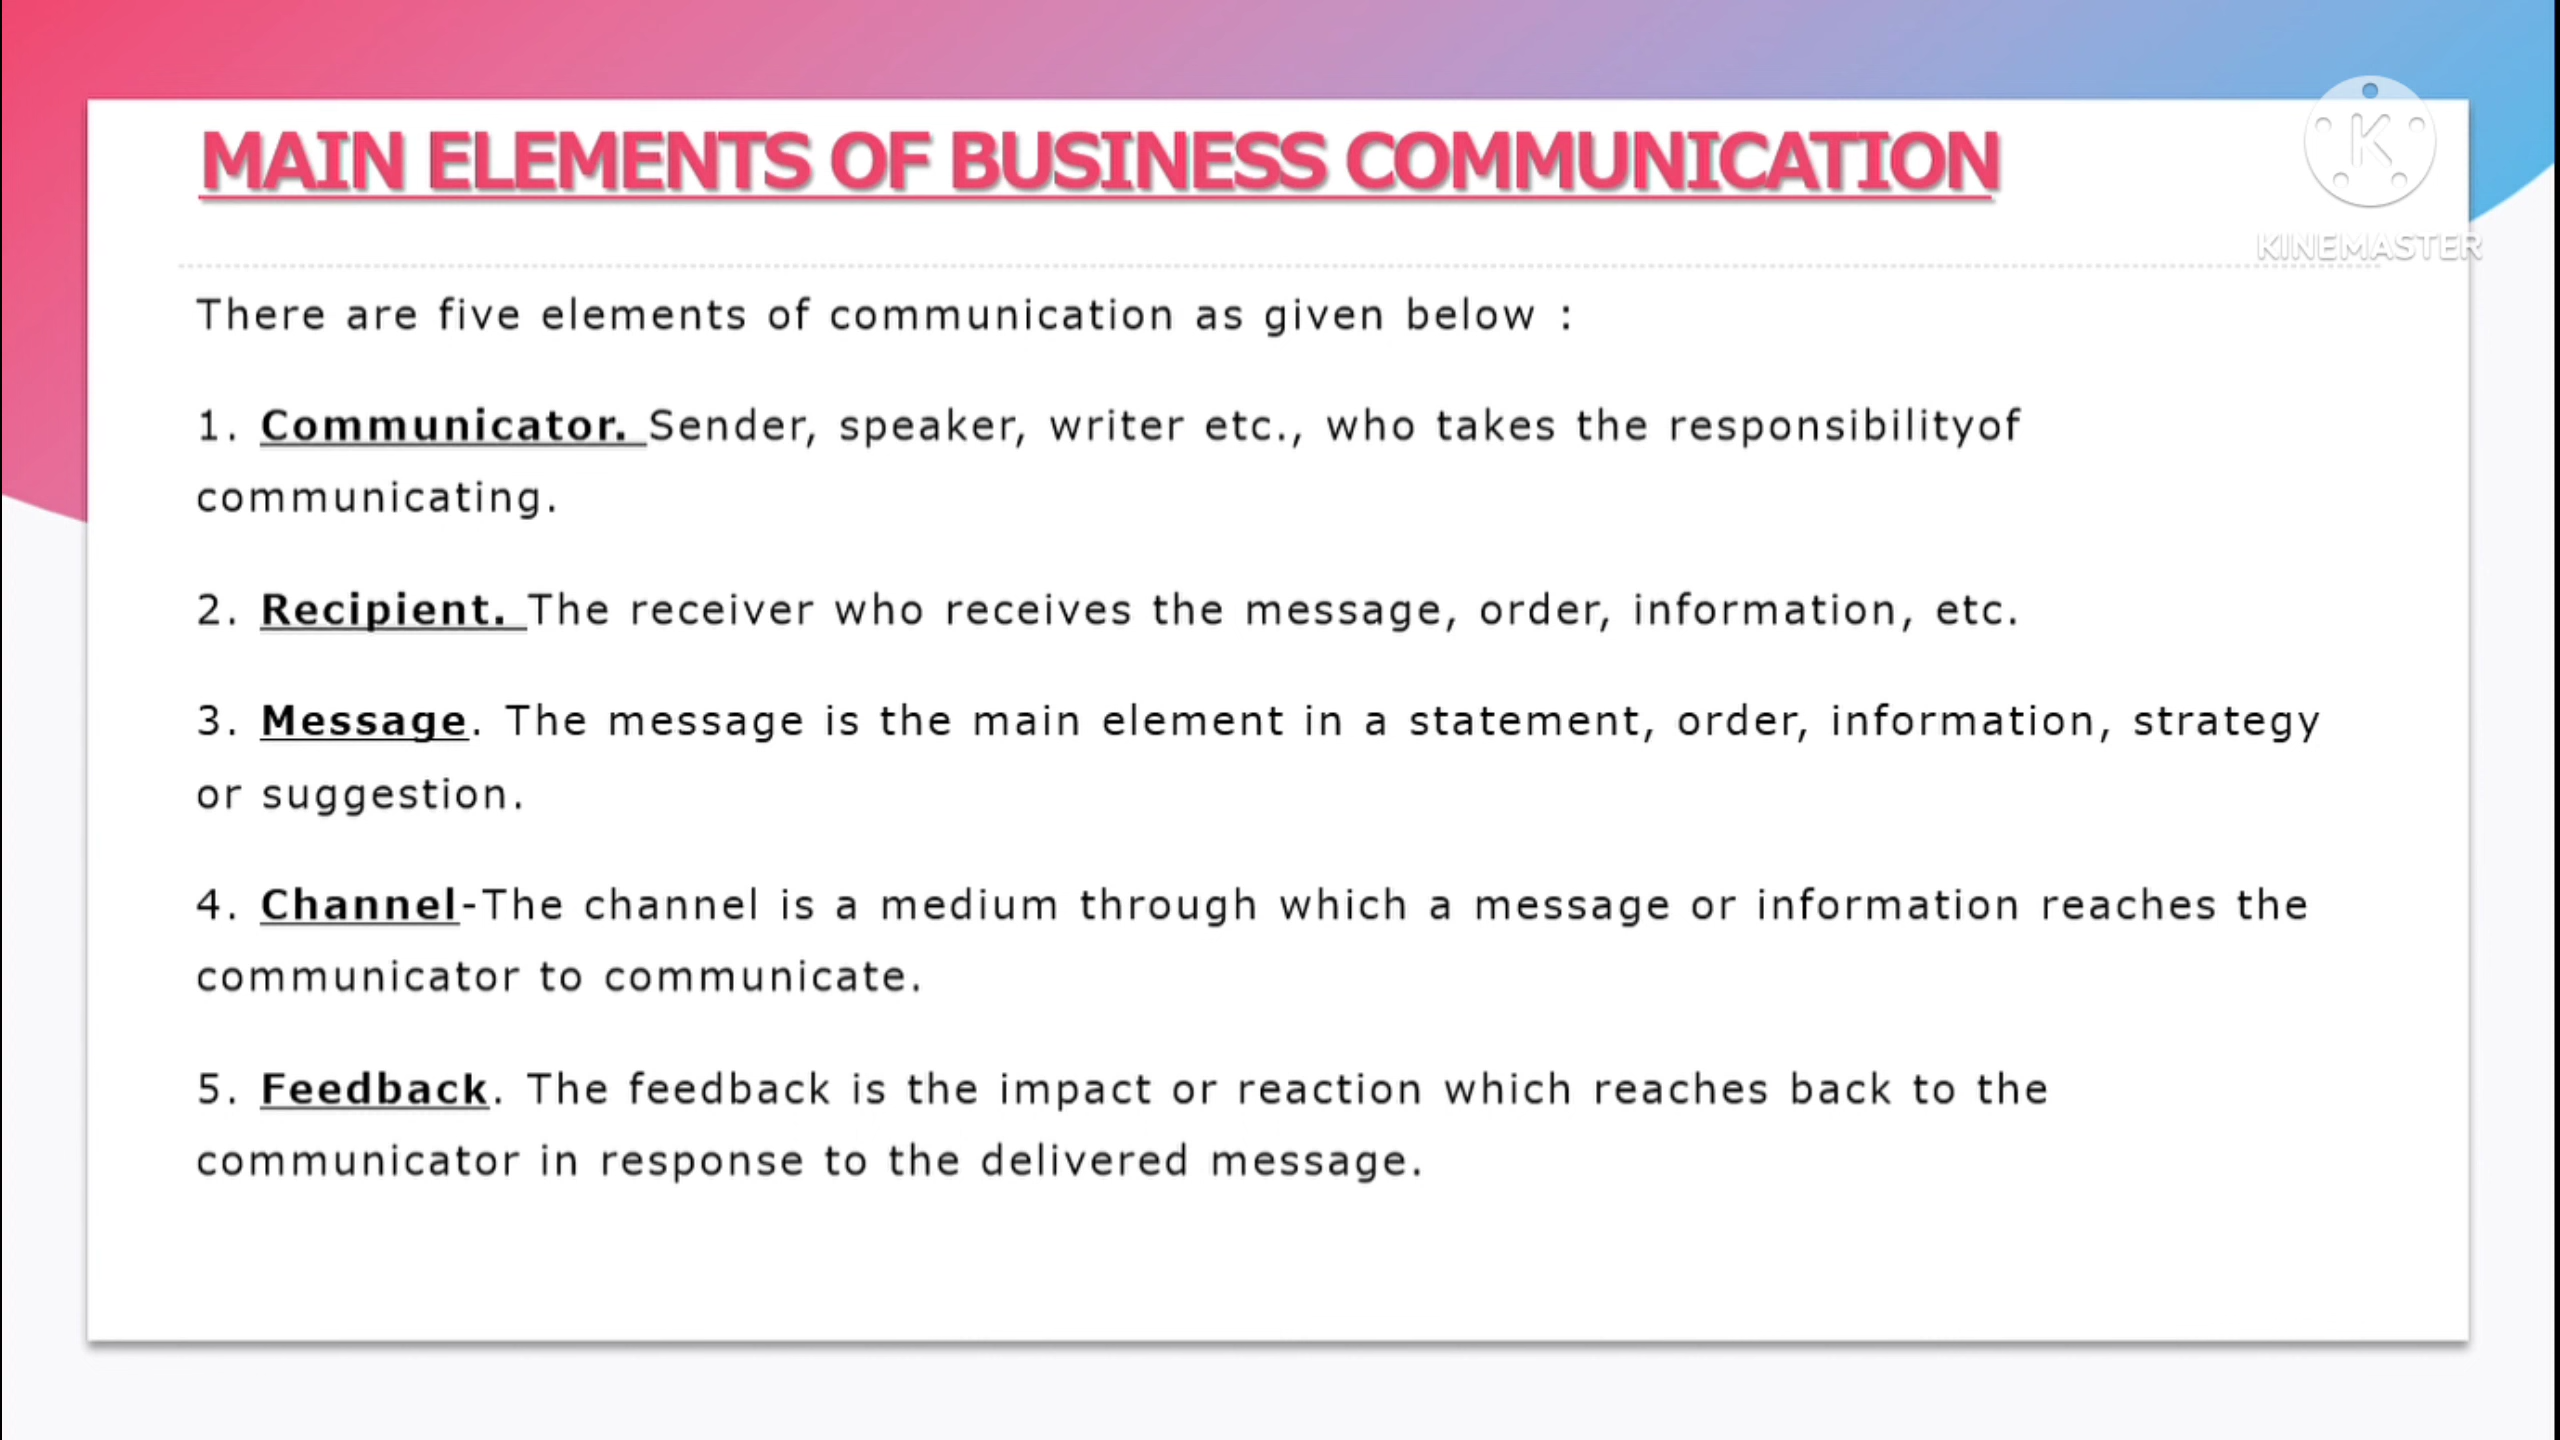 MAIN ELEMENTS OF BUSINESS COMMUNICATION
K
KINEMASTER
There are five elements of communication as given below :
1. Communicator. Sender, speaker, writer etc., who takes the responsibilityof
communicating.
2. Recipient. The receiver who receives the message, order, information, etc.
3. Message. The message is the main element in a statement, order, information, strategy
or suggestion.
4. Channel-The channel is a medium through which a message or information reaches the
communicator to communicate.
5. Feedback. The feedback is the impact or reaction which reaches back to the
communicator in response to the delivered message.